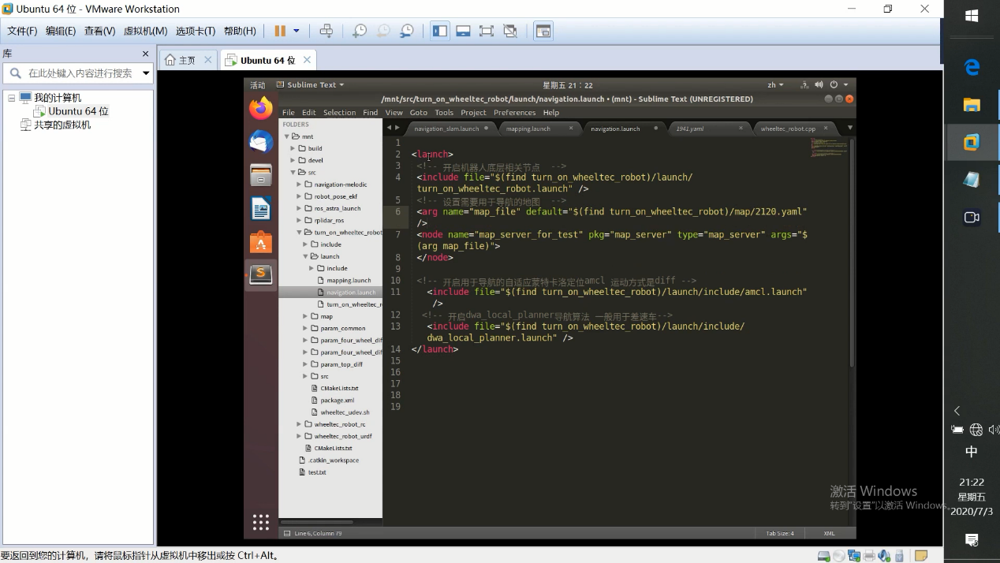 Ubuntu 64 位 - VMware Workstation
文件(F) 编辑(E) 查看(V) 虚拟机(M) 选项卡(T) 帮助(H)
库
在此处键入内容进行搜索
我的计算机
Ubuntu 64 位
共享的虚拟机
主页
Ubuntu 64 位
活动 Sublime Text 星期五 21：22 zh
/mnt/src/turn_on_wheeltec_robot/launch/navigation.launch • (mnt) - Sublime Text (UNREGISTERED)
File Edit Selection Find View Goto Tools Project Preferences Help
FOLDERS
mnt
build
devel
src
navigation-melodic
robot_pose_ekf
ros_astra_launch
rplidar_ros
turn_on_wheeltec_robot
include
launch
include
mapping.launch
navigation.launch
turn_on_wheeltec_r
map
param_common
param_four_wheel_dif
param_four_wheel_dif
param_top_diff
src
CMakeLists.txt
package.xml
wheeltec_udev.sh
wheeltec_robot_rc
wheeltec_robot_urdf
CMakeLists.txt
.catkin_workspace
test.txt
navigation_slam.launch mapping.launch navigation.launch 1941.yaml wheeltec_robot.cpp
1
2 <launch>
3 <!-- 开启机器人底层相关节点 -->
4 <include file="$(find turn_on_wheeltec_robot)/launch/
turn_on_wheeltec_robot.launch" />
5 <!-- 设置需要用于导航的地图 -->
6 <arg name="map_file" default="$(find turn_on_wheeltec_robot)/map/2120.yaml"
/>
7 <node name="map_server_for_test" pkg="map_server" type="map_server" args="$
(arg map_file)">
8 </node>
9
10 <!-- 开启用于导航的自适应蒙特卡洛定位amcl 运动方式是diff -->
11 <include file="$(find turn_on_wheeltec_robot)/launch/include/amcl.launch"
/>
12 <!-- 开启dwa_local_planner导航算法 一般用于差速车-->
13 <include file="$(find turn_on_wheeltec_robot)/launch/include/
dwa_local_planner.launch" />
14 </launch>
15
16
17
18
19
Line 6, Column 79 Tab Size: 4 XML
激活 Windows
转到"设置"以激活 Windows。
中
21:22
星期五
2020/7/3
要返回到您的计算机，请将鼠标指针从虚拟机中移出或按 Ctrl+Alt。